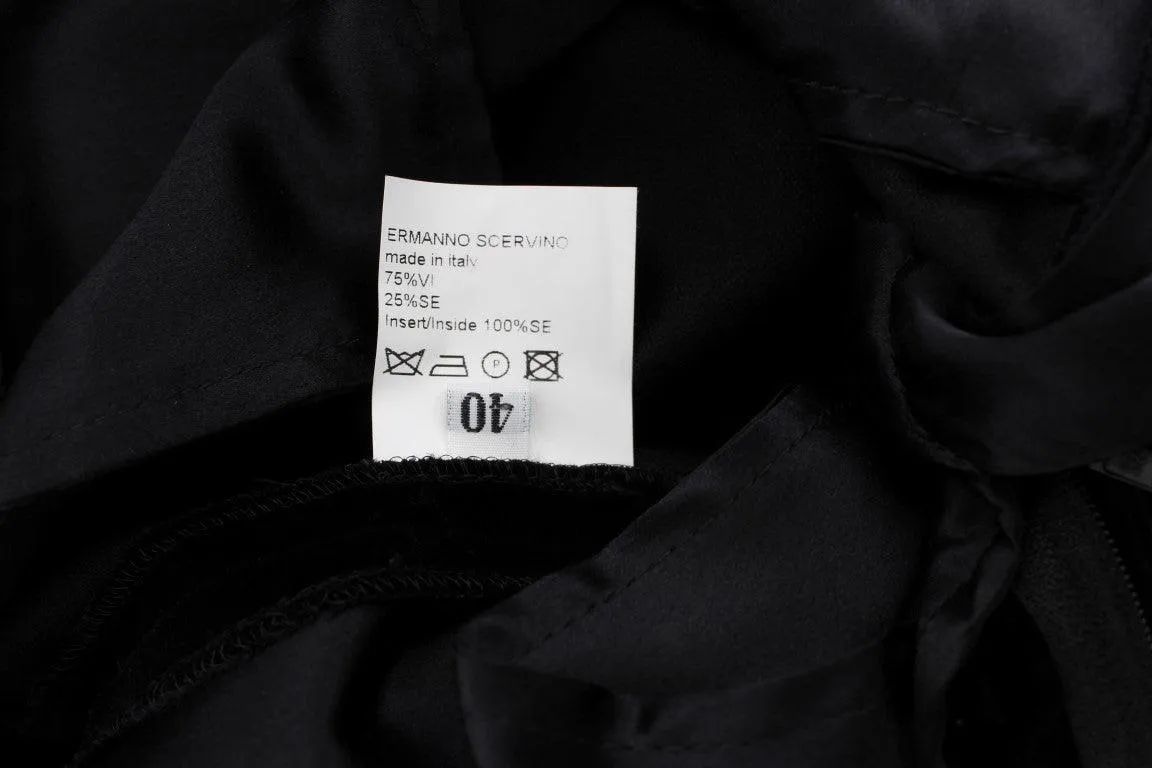 ERMANNO SCERVINO
made in italy
75%VI
25%SE
Insert/Inside 100%SE
P
40